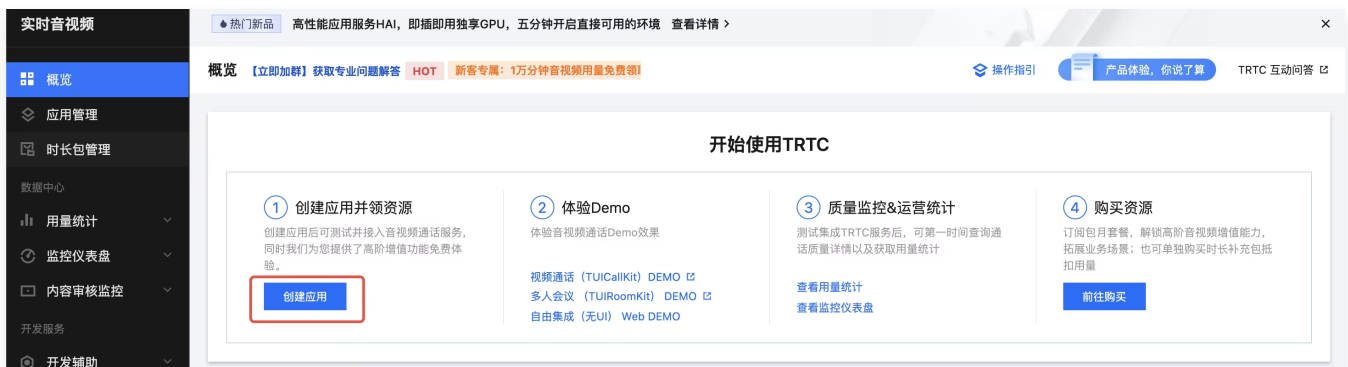 实时音视频
热门新品 高性能应用服务HAI，即插即用独享GPU，五分钟开启直接可用的环境 查看详情 >
概览 【立即加群】获取专业问题解答 HOT 新客专属：1万分钟音视频用量免费领!
操作指引
产品体验，你说了算
TRTC 互动问答
概览
应用管理
时长包管理
数据中心
用量统计
监控仪表盘
内容审核监控
开发服务
开发辅助
开始使用TRTC
1 创建应用并领资源
创建应用后可测试并接入音视频通话服务，
同时我们为您提供了高阶增值功能免费体
验。
创建应用
2 体验Demo
体验音视频通话Demo效果
视频通话（TUICallKit）DEMO
多人会议 （TUIRoomKit） DEMO
自由集成（无UI） Web DEMO
3 质量监控&运营统计
测试集成TRTC服务后，可第一时间查询通
话质量详情以及获取用量统计
查看用量统计
查看监控仪表盘
4 购买资源
订阅包月套餐，解锁高阶音视频增值能力，
拓展业务场景；也可单独购买时长补充包抵
扣用量
前往购买